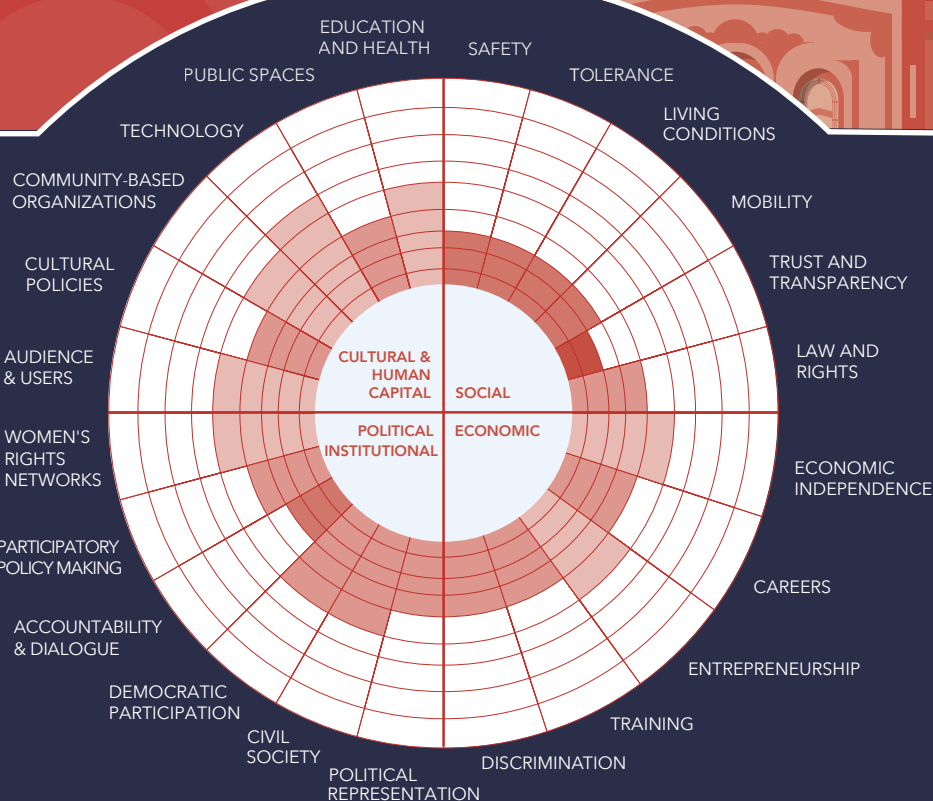 EDUCATION
AND HEALTH
SAFETY
PUBLIC SPACES
TOLERANCE
TECHNOLOGY
LIVING
CONDITIONS
COMMUNITY-BASED
ORGANIZATIONS
MOBILITY
CULTURAL
POLICIES
TRUST AND
TRANSPARENCY
AUDIENCE
& USERS
LAW AND
RIGHTS
CULTURAL &
HUMAN
CAPITAL
SOCIAL
POLITICAL
INSTITUTIONAL
ECONOMIC
WOMEN'S
RIGHTS
NETWORKS
ECONOMIC
INDEPENDENCE
PARTICIPATORY
POLICY MAKING
CAREERS
ACCOUNTABILITY
& DIALOGUE
ENTREPRENEURSHIP
DEMOCRATIC
PARTICIPATION
TRAINING
CIVIL
SOCIETY
DISCRIMINATION
POLITICAL
REPRESENTATION